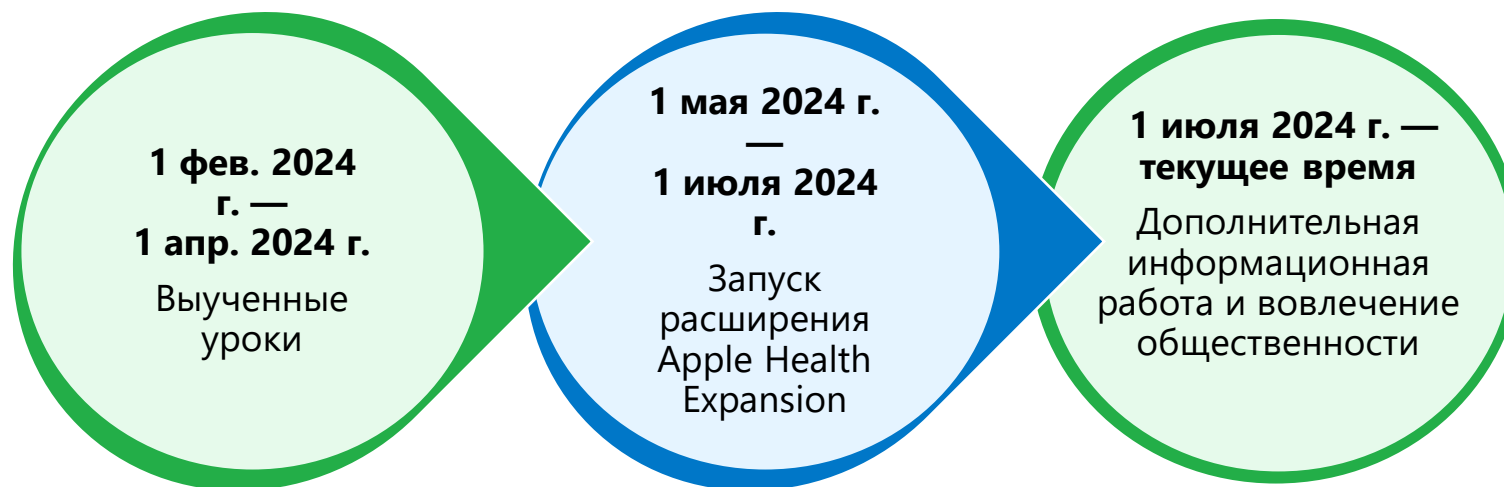 1 фев. 2024
г. —
1 апр. 2024 г.
Выученные
уроки
1 мая 2024 г.
—
1 июля 2024
г.
Запуск
расширения
Apple Health
Expansion
1 июля 2024 г. —
текущее время
Дополнительная
информационная
работа и вовлечение
общественности